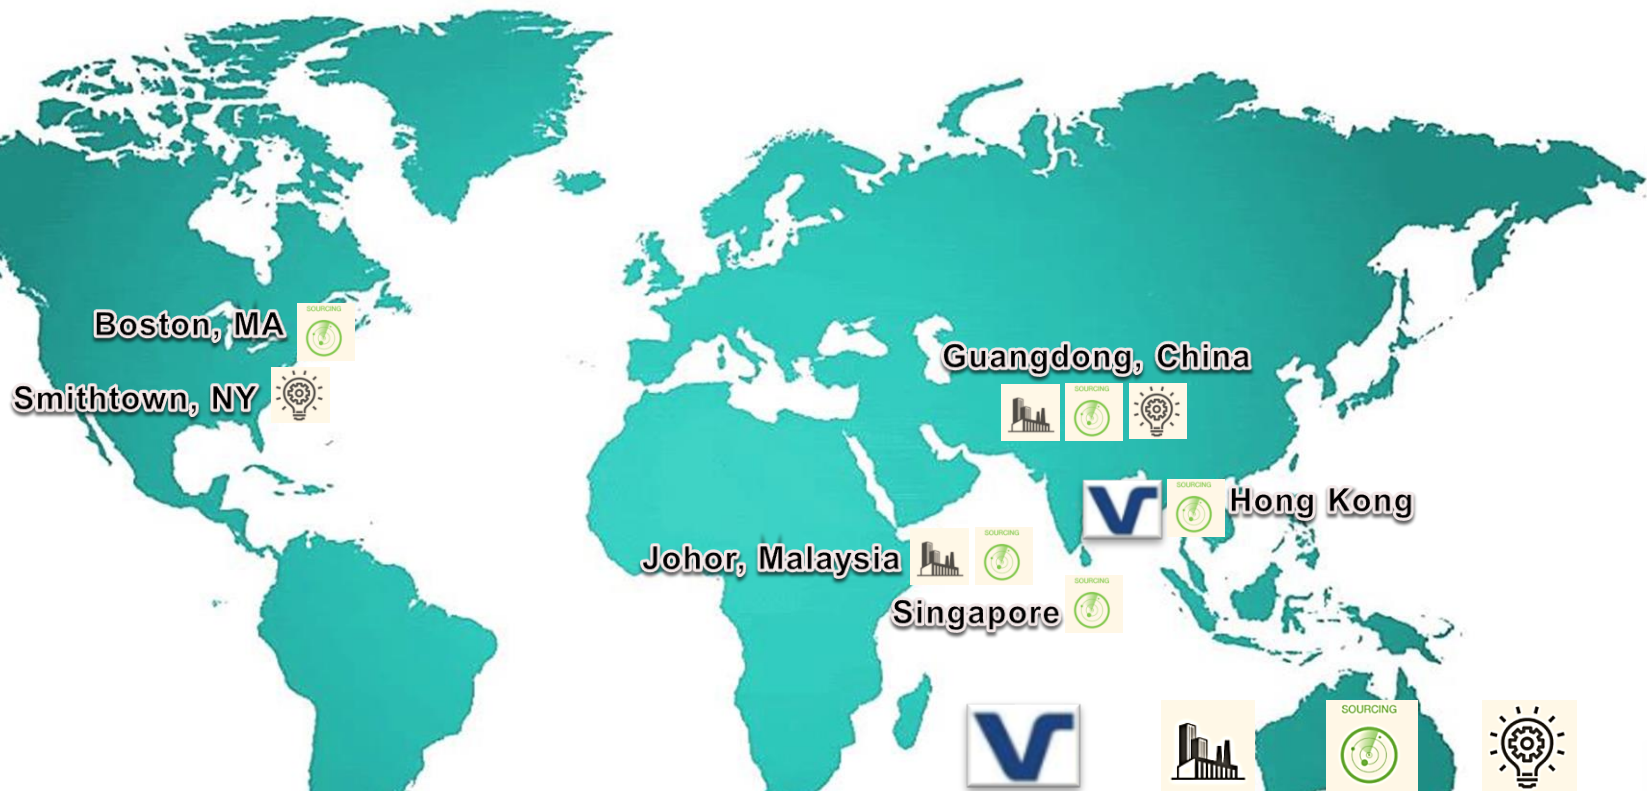 SOURCING
Boston, MA
Smithtown, NY
Guangdong, China
SOURCING
SOURCING
Hong Kong
Johor, Malaysia
SOURCING
Singapore
SOURCING
SOURCING